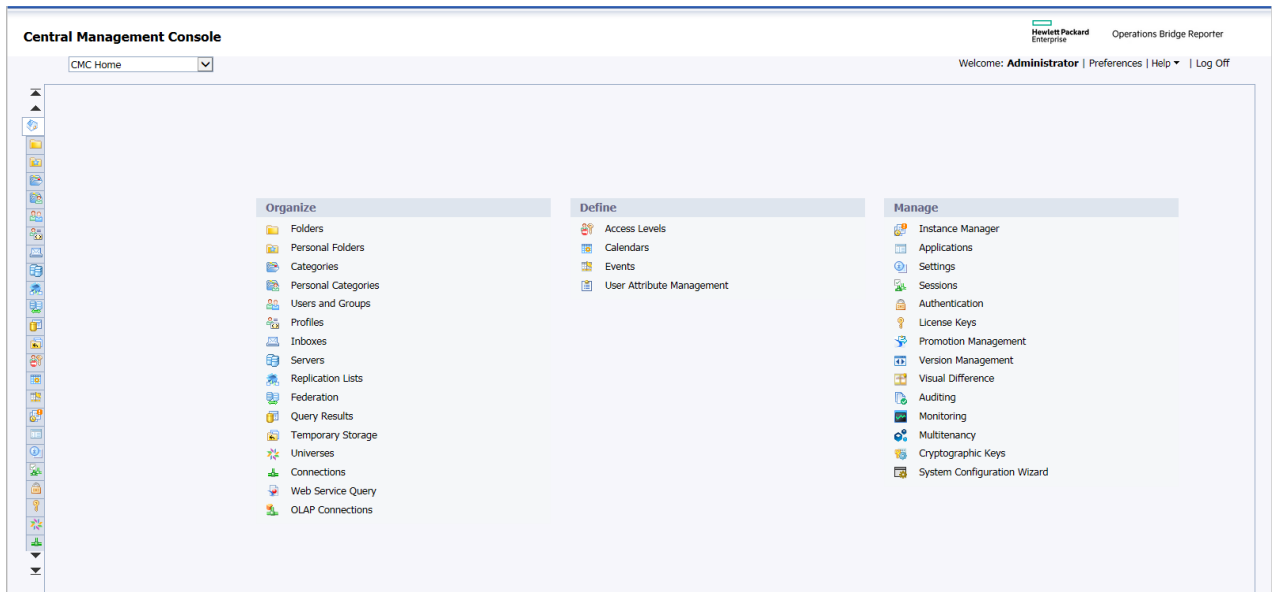 Central Management Console
Hewlett Packard
Enterprise
Operations Bridge Reporter
CMC Home
Welcome: Administrator | Preferences | Help | Log Off
Organize
Folders
Personal Folders
Categories
Personal Categories
Users and Groups
Profiles
Inboxes
Servers
Replication Lists
Federation
Query Results
Temporary Storage
Universes
Connections
Web Service Query
OLAP Connections
Define
Access Levels
Calendars
Events
User Attribute Management
Manage
Instance Manager
Applications
Settings
Sessions
Authentication
License Keys
Promotion Management
Version Management
Visual Difference
Auditing
Monitoring
Multitenancy
Cryptographic Keys
System Configuration Wizard